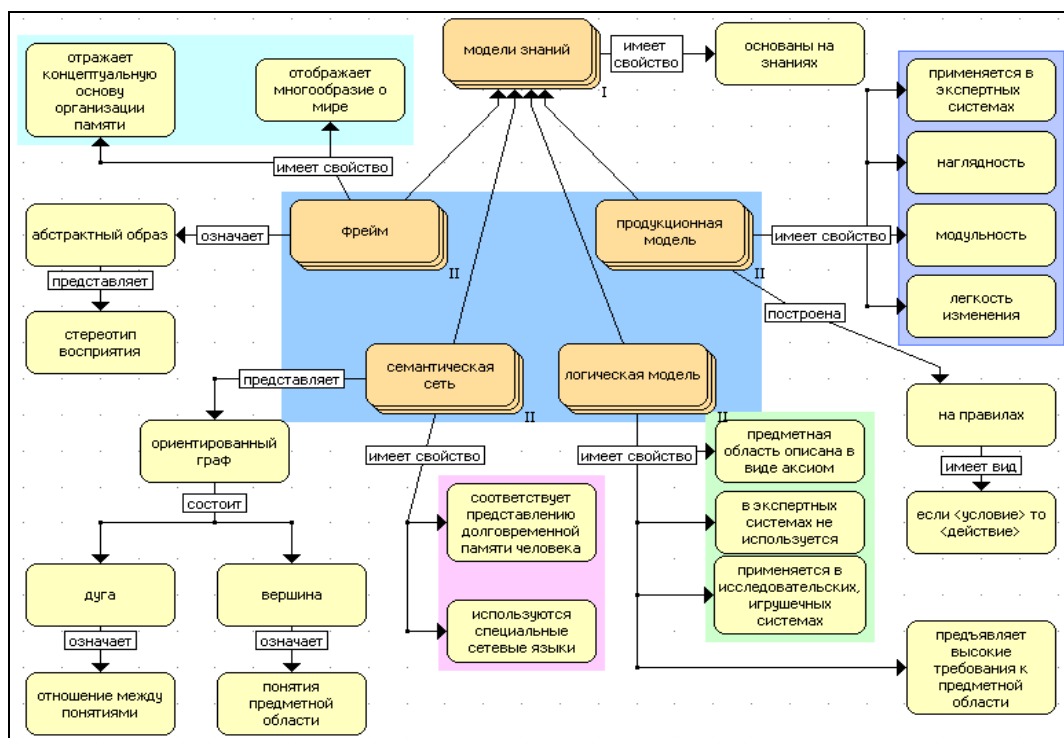 модели знаний
I
имеет
свойство
основаны на
знаниях
отражает
концептуальную
основу
организации
памяти
отображает
многообразие о
мире
имеет свойство
применяется в
экспертных
системах
наглядность
модульность
легкость
изменения
абстрактный образ
означает
фрейм
II
продукционная
модель
II
имеет свойство
представляет
стереотип
восприятия
построена
семантическая
сеть
II
логическая модель
II
представляет
на правилах
имеет вид
если <условие> то
<действие>
ориентированный
граф
состоит
имеет свойство
имеет свойство
предметная
область описана в
виде аксиом
в экспертных
системах не
используется
применяется в
исследовательских,
игрушечных
системах
соответствует
представлению
долговременной
памяти человека
используются
специальные
сетевые языки
дуга
вершина
означает
означает
отношение между
понятиями
понятия
предметной
области
предъявляет
высокие
требования к
предметной
области